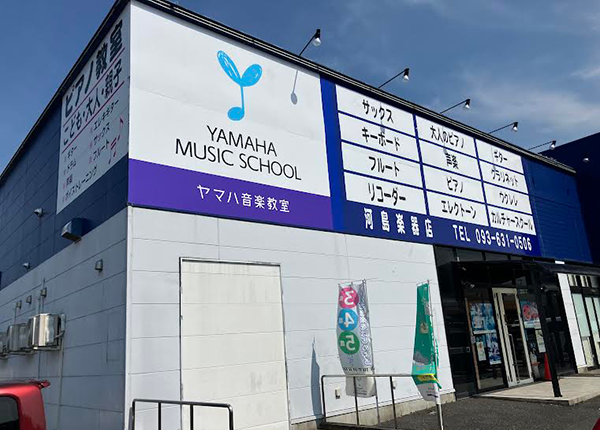 ピアノ教室
こども・大人・親子
YAMAHA
MUSIC SCHOOL
ヤマハ音楽教室
サックス
大人のピアノ
ギター
キーボード
音楽
クラリネット
フルート
ピアノ
ウクレレ
リコーダー
エレクトーン
カルチャースクール
河島楽器店 TEL 093-631-0506
3
4
5